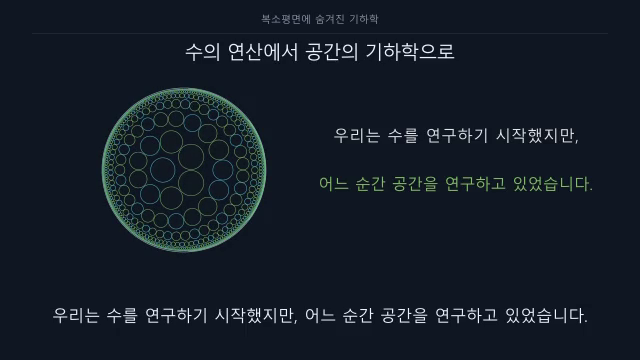 복소평면에 숨겨진 기하학
수의 연산에서 공간의 기하학으로
우리는 수를 연구하기 시작했지만,
어느 순간 공간을 연구하고 있었습니다.
우리는 수를 연구하기 시작했지만, 어느 순간 공간을 연구하고 있었습니다.